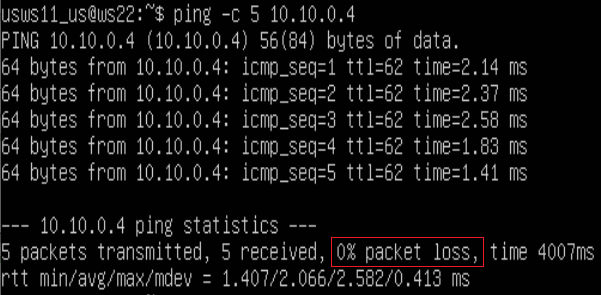 usws11_us@ws22:~$ ping -c 5 10.10.0.4
PING 10.10.0.4 (10.10.0.4) 56(84) bytes of data.
64 bytes from 10.10.0.4: icmp_seq=1 ttl=62 time=2.14 ms
64 bytes from 10.10.0.4: icmp_seq=2 ttl=62 time=2.37 ms
64 bytes from 10.10.0.4: icmp_seq=3 ttl=62 time=2.58 ms
64 bytes from 10.10.0.4: icmp_seq=4 ttl=62 time=1.83 ms
64 bytes from 10.10.0.4: icmp_seq=5 ttl=62 time=1.41 ms
--- 10.10.0.4 ping statistics ---
5 packets transmitted, 5 received, 0% packet loss, time 4007ms
rtt min/avg/max/mdev = 1.407/2.066/2.582/0.413 ms